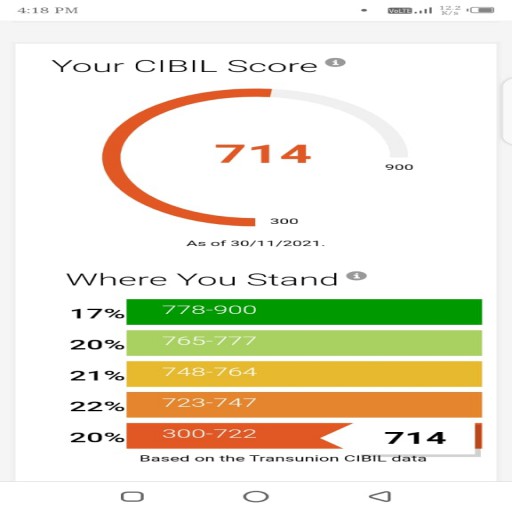 4:18 PM
VoLTE 12.2 K/s
Your CIBIL Score i
714
900
300
As of 30/11/2021.
Where You Stand i
17% 778-900
20% 765-777
21% 748-764
22% 723-747
20% 300-722 714
Based on the Transunion CIBIL data